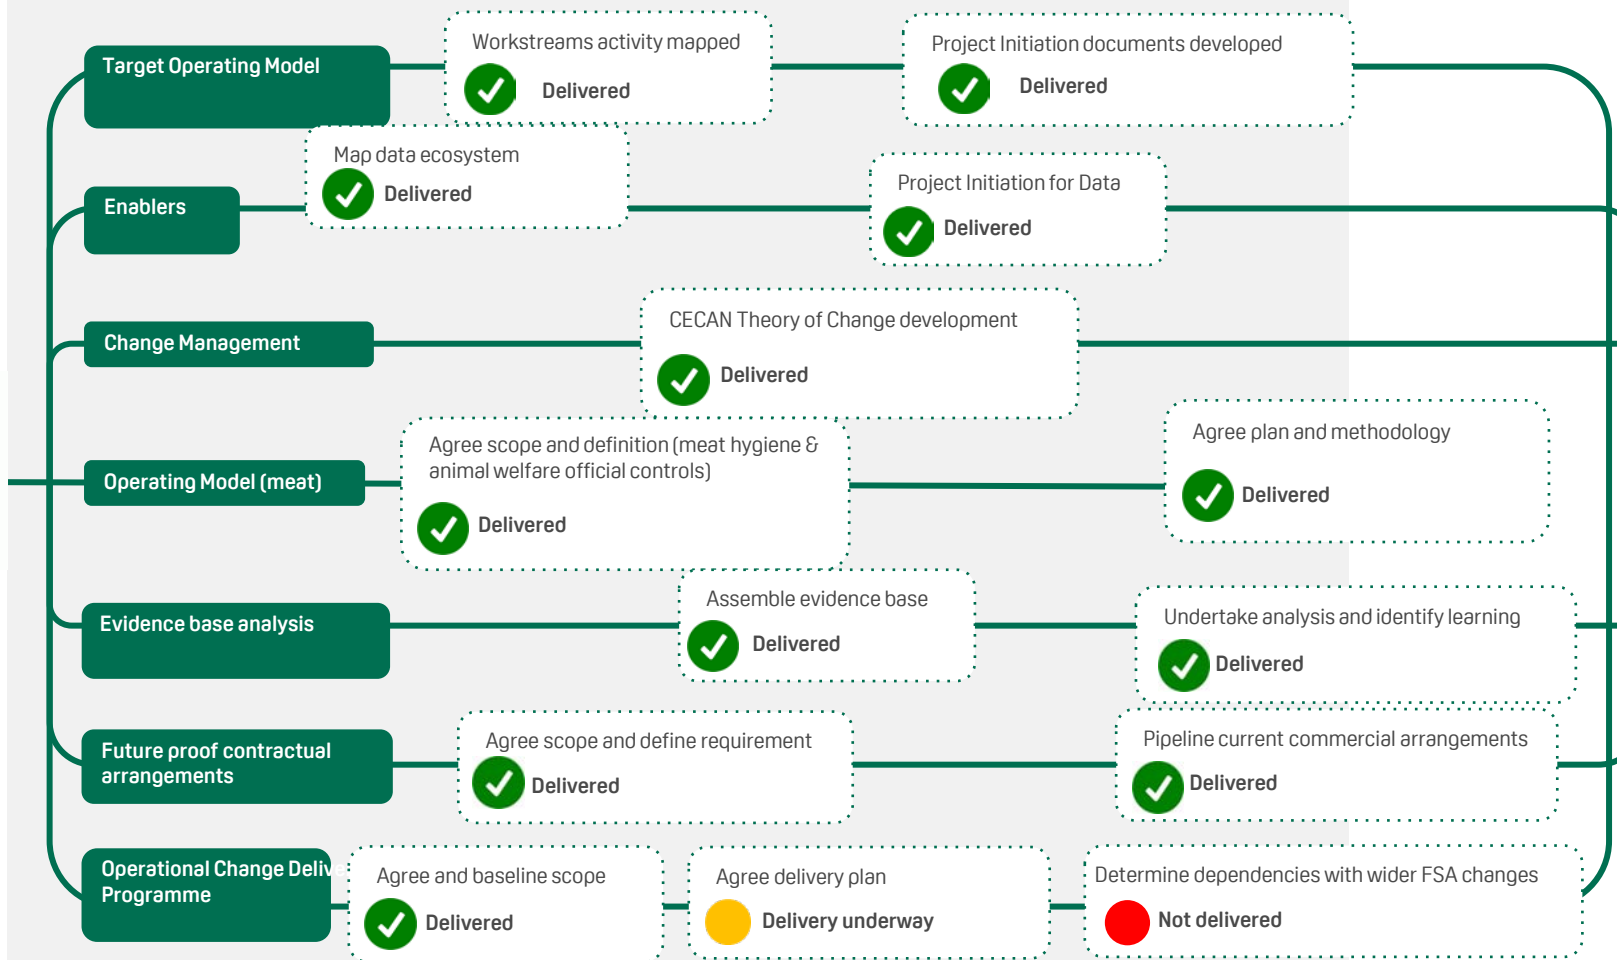 Target Operating Model
Workstreams activity mapped
Delivered
Project Initiation documents developed
Delivered
Enablers
Map data ecosystem
Delivered
Project Initiation for Data
Delivered
Change Management
CECAN Theory of Change development
Delivered
Operating Model (meat)
Agree scope and definition (meat hygiene &
animal welfare official controls)
Delivered
Agree plan and methodology
Delivered
Evidence base analysis
Assemble evidence base
Delivered
Undertake analysis and identify learning
Delivered
Future proof contractual
arrangements
Agree scope and define requirement
Delivered
Pipeline current commercial arrangements
Delivered
Operational Change Delive
Programme
Agree and baseline scope
Delivered
Agree delivery plan
Delivery underway
Determine dependencies with wider FSA changes
Not delivered